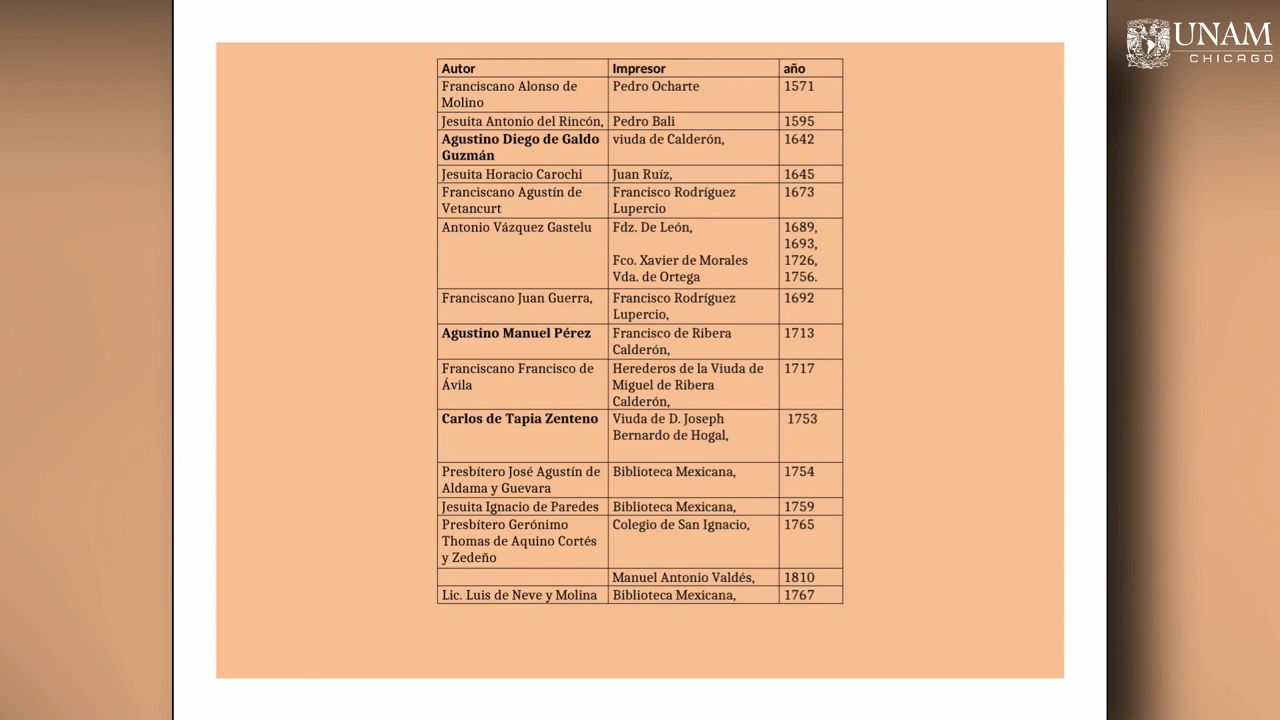 UNAM
CHICAGO
Autor Impresor año
Franciscano Alonso de Pedro Ocharte 1571
Molino
Jesuita Antonio del Rincón, Pedro Bali 1595
Agustino Diego de Galdo viuda de Calderón, 1642
Guzmán
Jesuita Horacio Carochi Juan Ruíz, 1645
Franciscano Agustín de Francisco Rodríguez 1673
Vetancurt Lupercio
Antonio Vázquez Gastelu Fdz. De León, 1689,
1693,
Fco. Xavier de Morales 1726,
Vda. de Ortega 1756.
Franciscano Juan Guerra, Francisco Rodríguez 1692
Lupercio,
Agustino Manuel Pérez Francisco de Ribera 1713
Calderón,
Franciscano Francisco de Herederos de la Viuda de 1717
Ávila Miguel de Ribera
Calderón,
Carlos de Tapia Zenteno Viuda de D. Joseph 1753
Bernardo de Hogal,
Presbítero José Agustín de Biblioteca Mexicana, 1754
Aldama y Guevara
Jesuita Ignacio de Paredes Biblioteca Mexicana, 1759
Presbítero Gerónimo Colegio de San Ignacio, 1765
Thomas de Aquino Cortés
y Zedeño
Manuel Antonio Valdés, 1810
Lic. Luis de Neve y Molina Biblioteca Mexicana, 1767